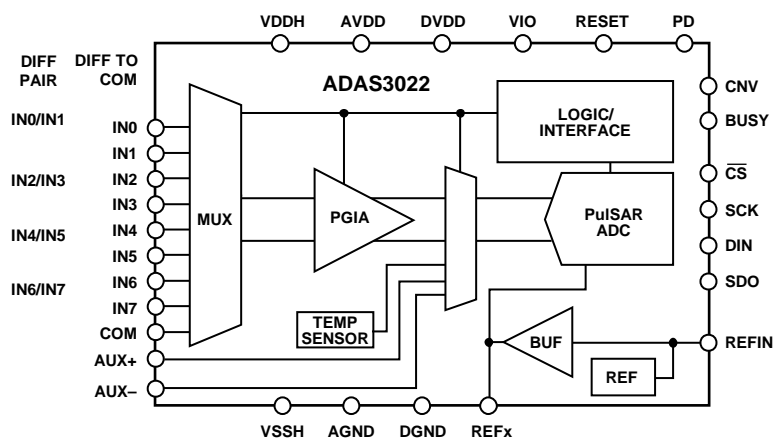 VDDH AVDD DVDD VIO RESET PD
DIFF PAIR
DIFF TO COM
ADAS3022
IN0/IN1
IN2/IN3
IN4/IN5
IN6/IN7
IN0
IN1
IN2
IN3
IN4
IN5
IN6
IN7
COM
AUX+
AUX–
MUX
PGIA
TEMP
SENSOR
LOGIC/
INTERFACE
PulSAR
ADC
BUF
REF
CNV
BUSY
CS
SCK
DIN
SDO
REFIN
VSSH AGND DGND REFx